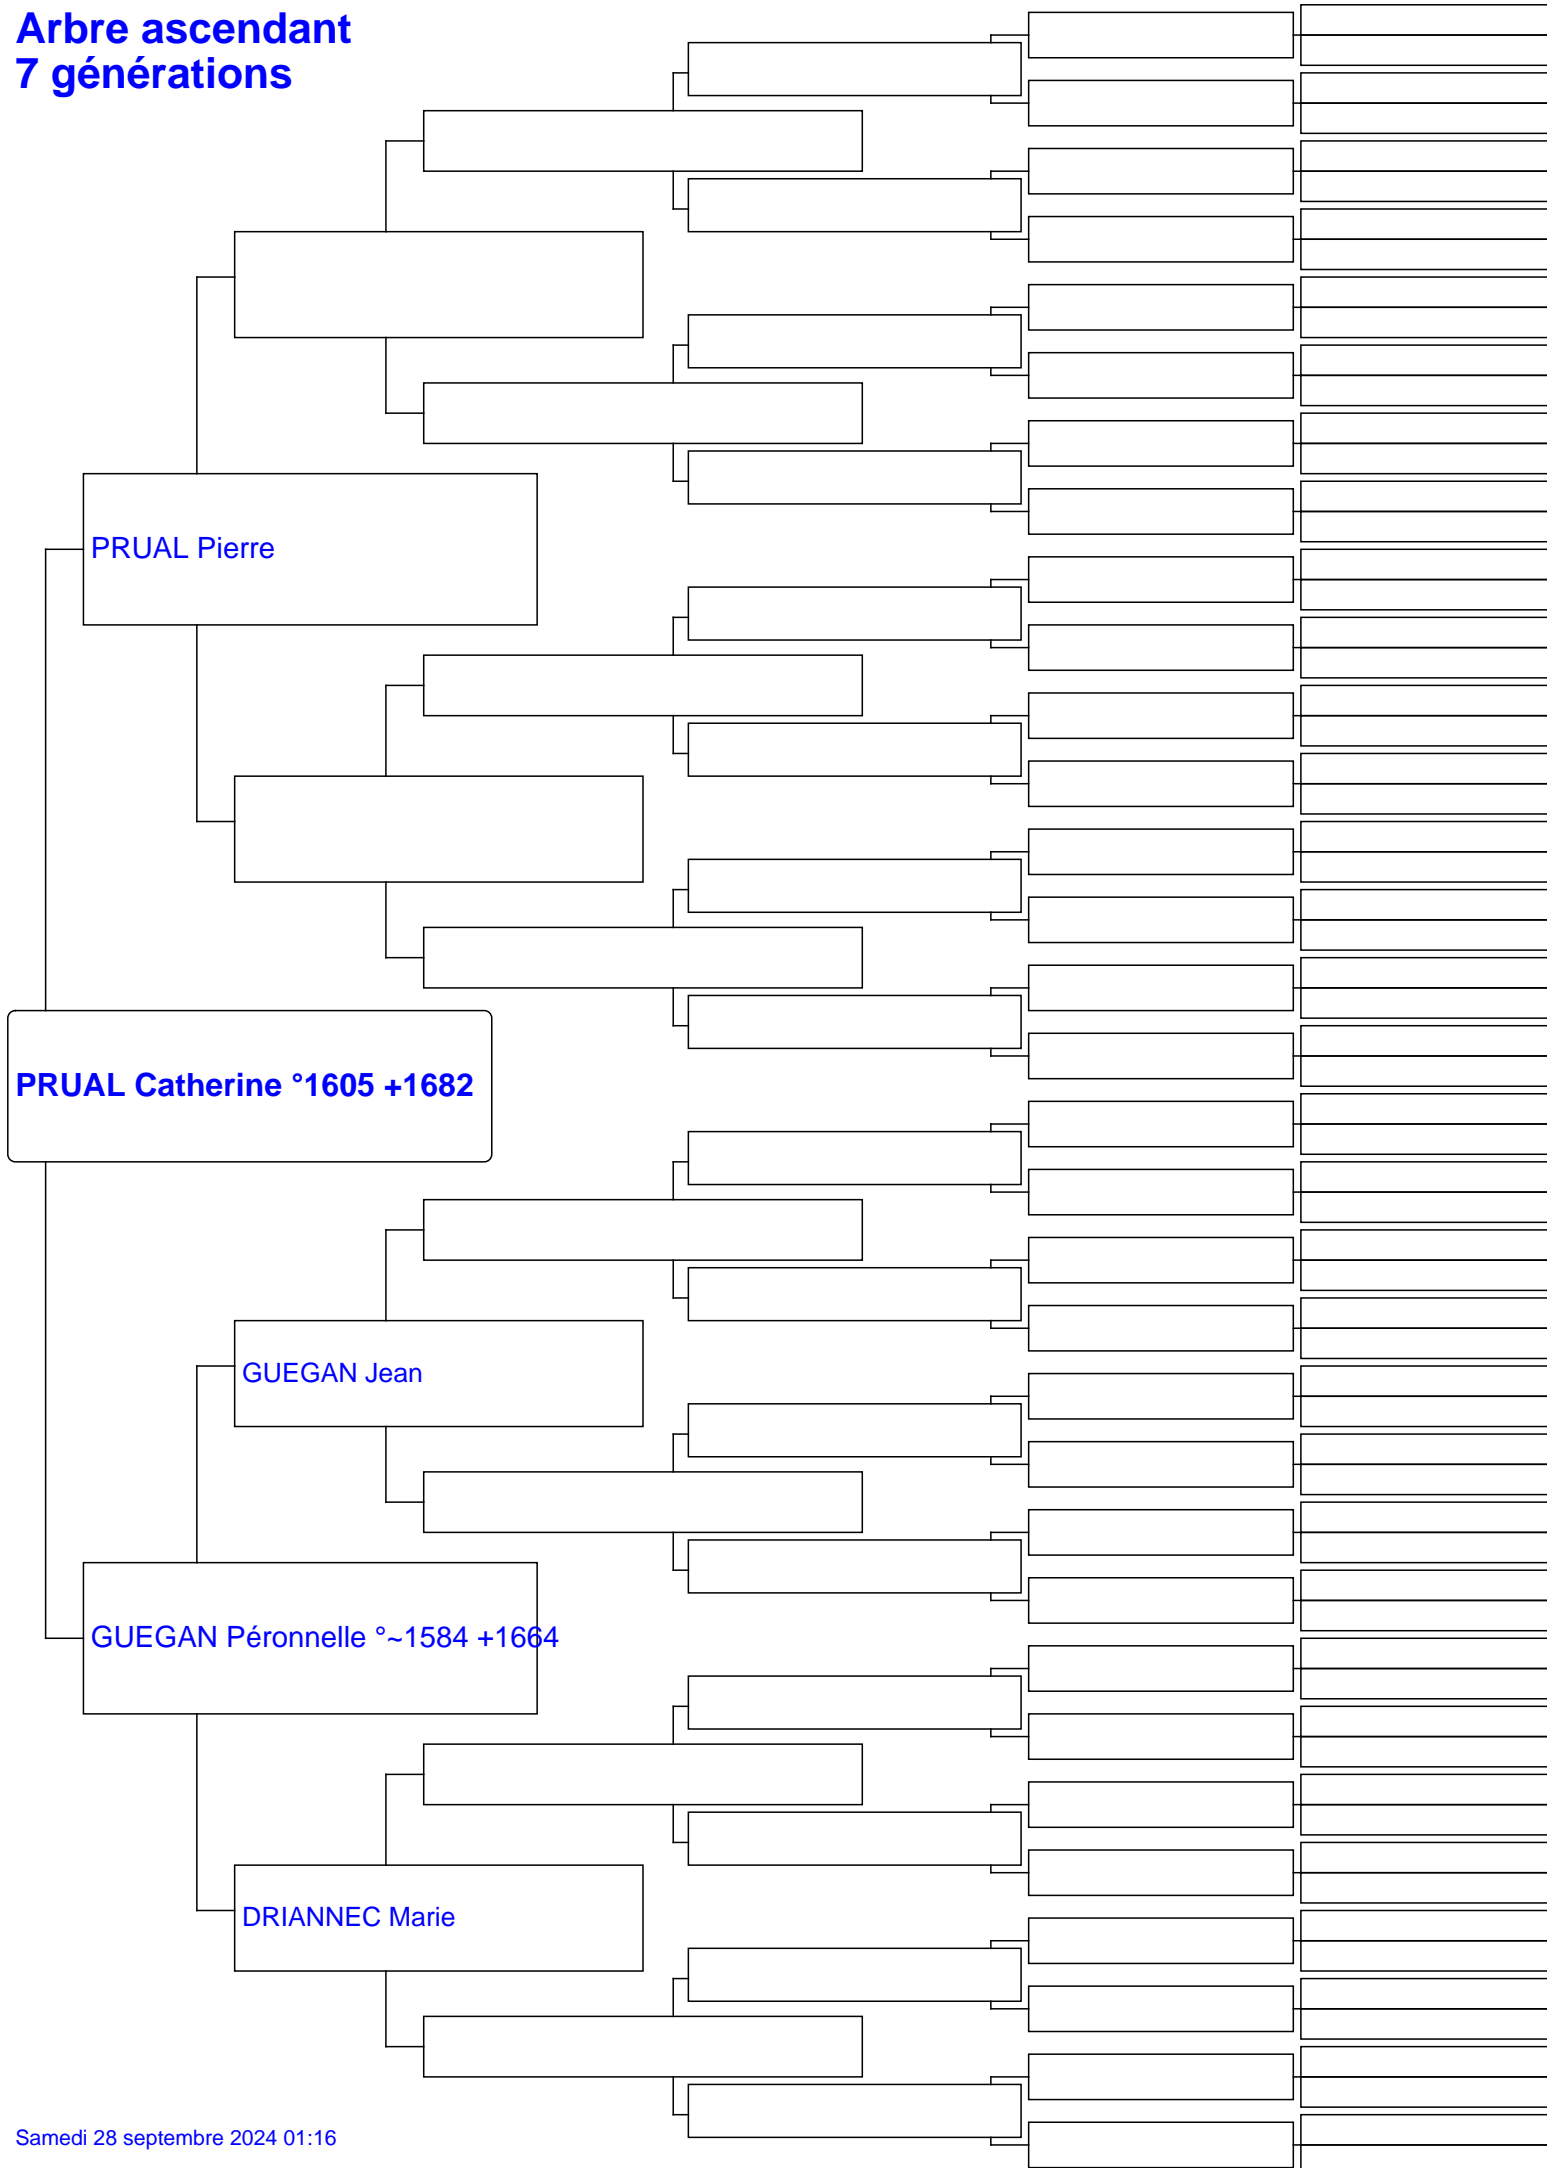 Arbre ascendant
7 générations
PRUAL Pierre
PRUAL Catherine °1605 +1682
GUEGAN Jean
GUEGAN Péronnelle °~1584 +1664
DRIANNEC Marie
Samedi 28 septembre 2024 01:16